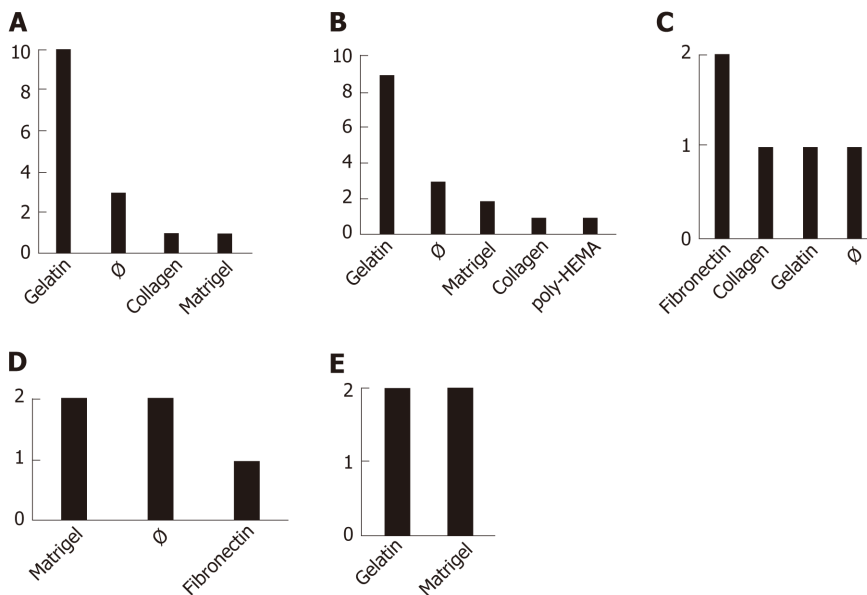 A
10
8
6
4
2
0
Gelatin
Ø
Collagen
Matrigel
B
10
8
6
4
2
0
Gelatin
Ø
Matrigel
Collagen
poly-HEMA
C
2
1
0
Fibronectin
Collagen
Gelatin
Ø
D
2
1
0
Matrigel
Ø
Fibronectin
E
2
1
0
Gelatin
Matrigel